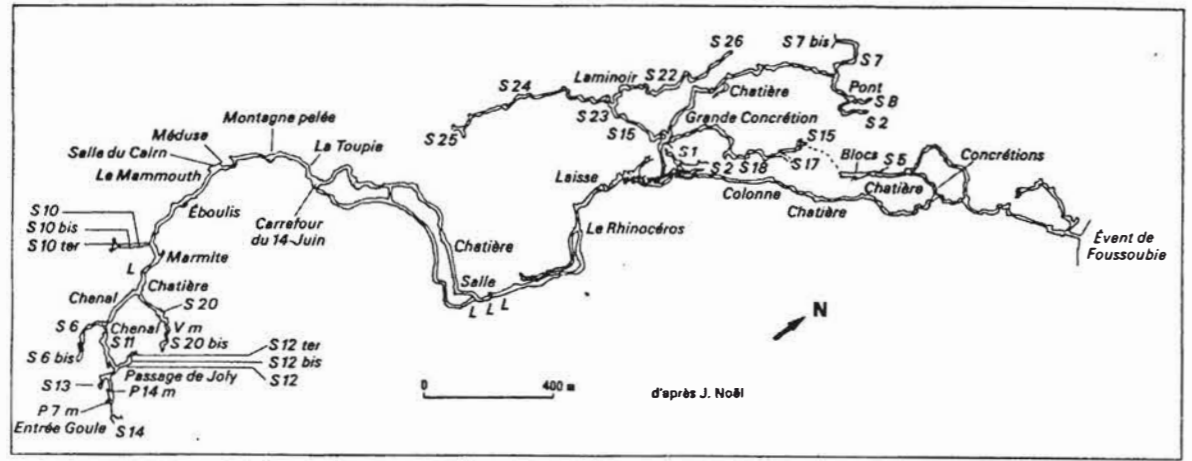 S 26
S 7 bis
S 7
S 24
Laminoir
S 22
Chatière
Pont
S 8
S 2
S 23
S 25
S 15
Grande Concrétion
Montagne pelée
Méduse
Salle du Cairn
Le Mammouth
La Toupie
S 1
S 2
S 18
S 17
S 15
Blocs
S 5
Concrétions
Laisse
Colonne
Chatière
Chatière
Éboulis
Carrefour
du 14-Juin
Le Rhinocéros
S 10
S 10 bis
S 10 ter
Marmite
L
Chatière
Salle
L L L
Évent de
Foussoubie
Chenal
Chatière
S 20
S 6
Chenal
S 11
V m
S 20 bis
S 6 bis
S 12 ter
S 12 bis
S 12
Passage de Joly
S 13
P 14 m
P 7 m
Entrée Goule
S 14
N
0
400 m
d'après J. Noël